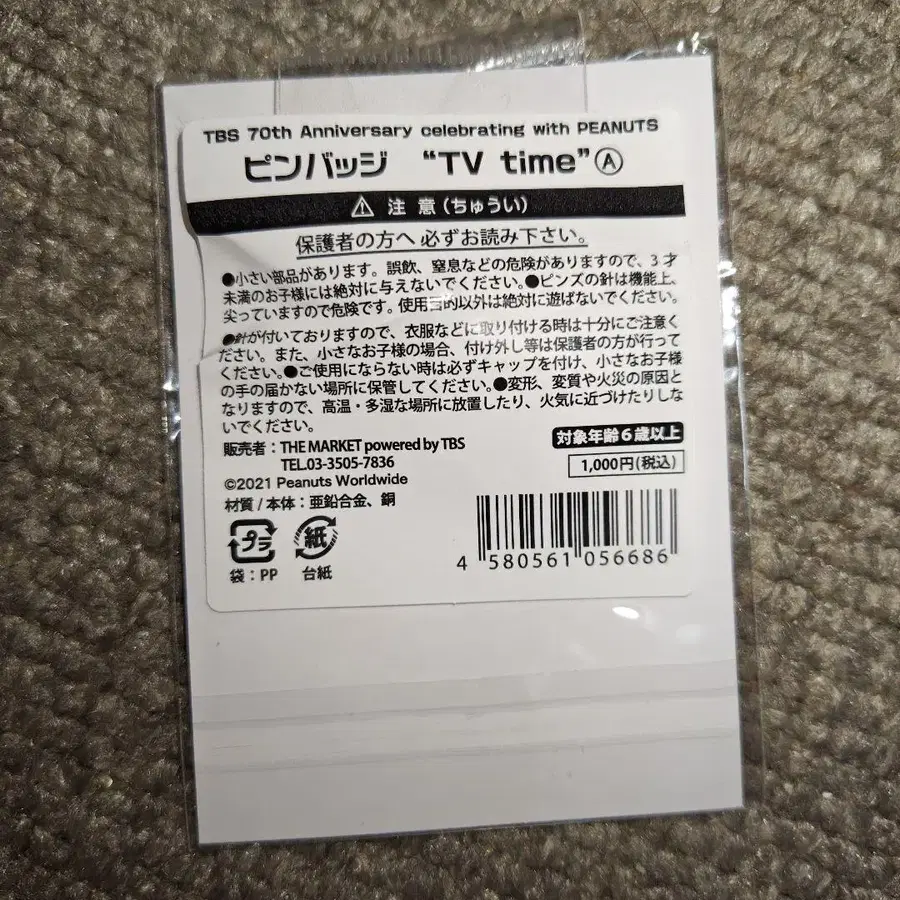 TBS 70th Anniversary celebrating with PEANUTS
ピンバッジ “TV time”Ⓐ
⚠ 注 意(ちゅうい)
保護者の方へ 必ずお読み下さい。
●小さい部品があります。誤飲、窒息などの危険がありますので、3才
未満のお子様には絶対に与えないでください。●ピンズの針は機能上、
尖っていますので危険です。使用目的以外は絶対に遊ばないでください。
●針が付いておりますので、衣服などに取り付ける時は十分にご注意く
ださい。また、小さなお子様の場合、付け外し等は保護者の方が行って
ください。●ご使用にならない時は必ずキャップを付け、小さなお子様
の手の届かない場所に保管してください。●変形、変質や火災の原因と
なりますので、高温・多湿な場所に放置したり、火気に近づけたりしな
いでください。
販売者:THE MARKET powered by TBS
対象年齢6歳以上
TEL.03-3505-7836
1,000円(税込)
©2021 Peanuts Worldwide
材質/本体:亜鉛合金、銅
プラ
紙
袋:PP
台紙
4 580561 056686